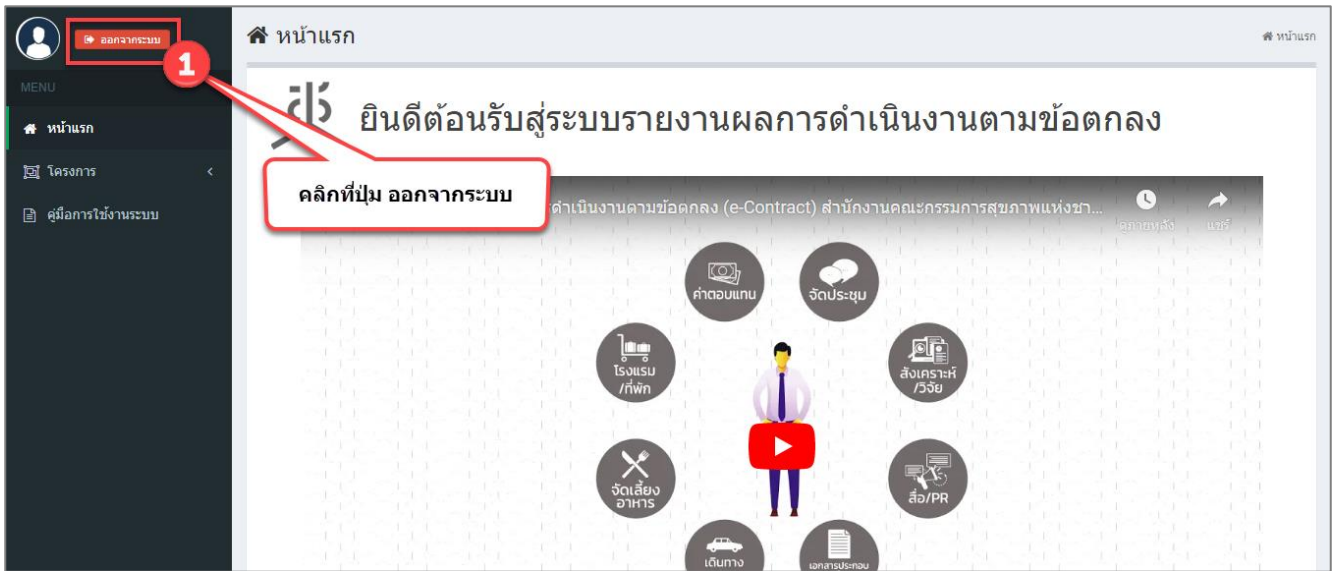 ออกจากระบบ
หน้าแรก
หน้าแรก
1
MENU
หน้าแรก
โครงการ
คู่มือการใช้งานระบบ
ยินดีต้อนรับสู่ระบบรายงานผลการดำเนินงานตามข้อตกลง
คลิกที่ปุ่ม ออกจากระบบ
ดำเนินงานตามข้อตกลง (e-Contract) สำนักงานคณะกรรมการสุขภาพแห่งชา...
ดูภายหลัง
แชร์
ค่าตอบแทน
จัดประชุม
โรงแรม
/ที่พัก
สังเคราะห์
/วิจัย
จัดเลี้ยง
อาหาร
สื่อ/PR
เดินทาง
เอกสารประกอบ